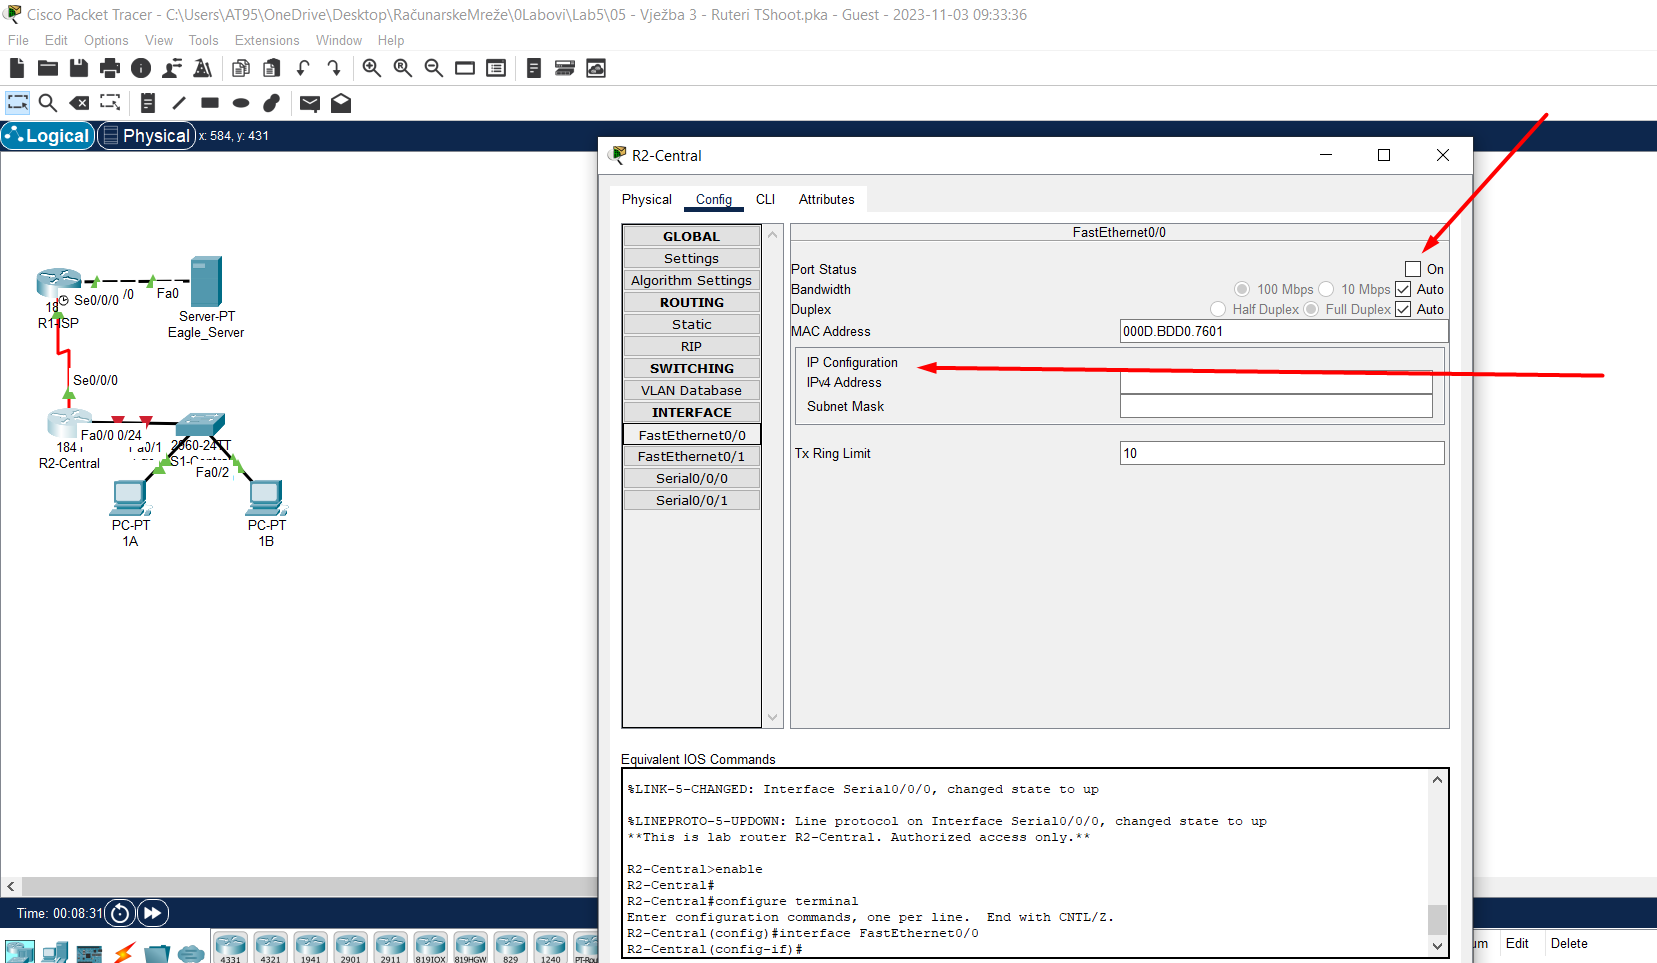 Cisco Packet Tracer - C:\Users\AT95\OneDrive\Desktop\RačunarskeMreže\0Labovi\Lab5\05 - Vježba 3 - Ruteri TShoot.pka - Guest - 2023-11-03 09:33:36
File Edit Options View Tools Extensions Window Help
Logical Physical x: 584, y: 431
R2-Central
Physical Config CLI Attributes
GLOBAL
Settings
Algorithm Settings
ROUTING
Static
RIP
SWITCHING
VLAN Database
INTERFACE
FastEthernet0/0
FastEthernet0/1
Serial0/0/0
Serial0/0/1
FastEthernet0/0
Port Status On
Bandwidth 100 Mbps 10 Mbps Auto
Duplex Half Duplex Full Duplex Auto
MAC Address 000D.BDD0.7601
IP Configuration
IPv4 Address
Subnet Mask
Tx Ring Limit 10
Se0/0/0 /0 Fa0
18
R1-ISP
Server-PT
Eagle_Server
Se0/0/0
Fa0/0 0/24
184
R2-Central
Fa0/1
2960-24TT
Fa0/2
PC-PT
1A
PC-PT
1B
Equivalent IOS Commands
%LINK-5-CHANGED: Interface Serial0/0/0, changed state to up
%LINEPROTO-5-UPDOWN: Line protocol on Interface Serial0/0/0, changed state to up
**This is lab router R2-Central. Authorized access only.**
R2-Central>enable
R2-Central#
R2-Central#configure terminal
Enter configuration commands, one per line. End with CNTL/Z.
R2-Central(config)#interface FastEthernet0/0
R2-Central(config-if)#
Time: 00:08:31
4331 4321 1941 2901 2911 819IOX 819HGW 829 1240 PT-Rou
um Edit Delete